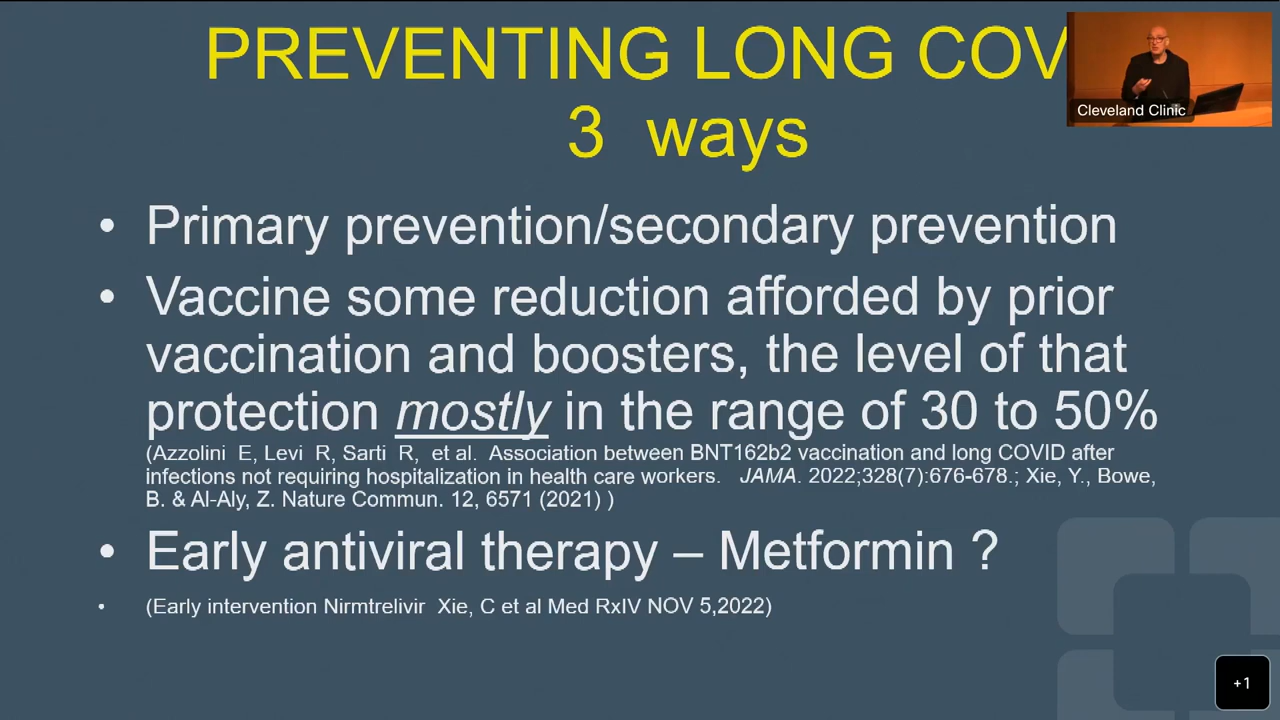 PREVENTING LONG COV
3 ways
Cleveland Clinic
• Primary prevention/secondary prevention
• Vaccine some reduction afforded by prior
vaccination and boosters, the level of that
protection mostly in the range of 30 to 50%
(Azzolini E, Levi R, Sarti R, et al. Association between BNT162b2 vaccination and long COVID after
infections not requiring hospitalization in health care workers. JAMA. 2022;328(7):676-678.; Xie, Y., Bowe,
B. & Al-Aly, Z. Nature Commun. 12, 6571 (2021) )
• Early antiviral therapy – Metformin ?
• (Early intervention Nirmtrelivir Xie, C et al Med RxIV NOV 5,2022)
+1